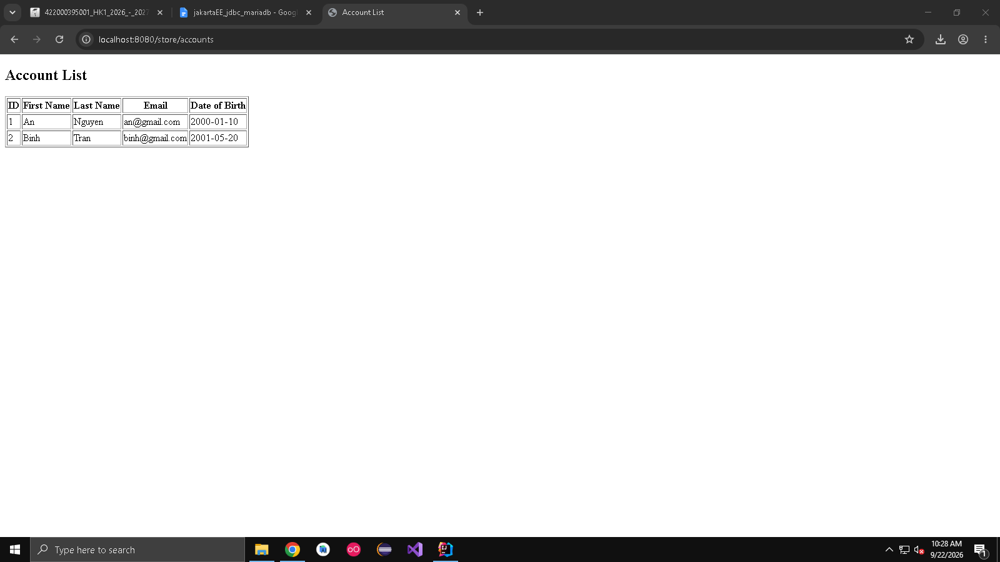 422000395001_HK1_2026_-_2027
jakartaEE_jdbc_mariadb - Goog
Account List
localhost:8080/store/accounts
Account List
ID First Name Last Name Email Date of Birth
1 An Nguyen an@gmail.com 2000-01-10
2 Binh Tran binh@gmail.com 2001-05-20
Type here to search
10:28 AM
9/22/2026
1